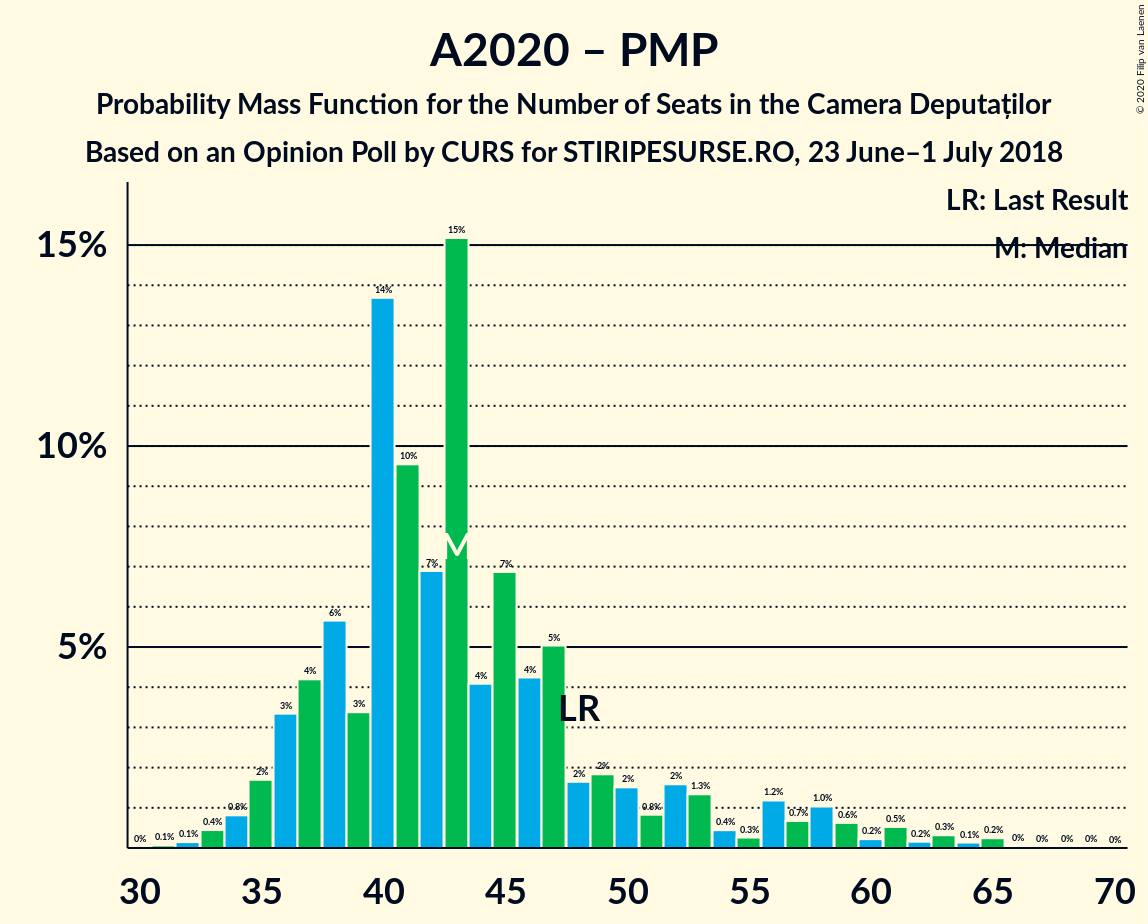 A2020 – PMP
Probability Mass Function for the Number of Seats in the Camera Deputaților
Based on an Opinion Poll by CURS for STIRIPESURSE.RO, 23 June–1 July 2018
© 2020 Filip van Laenen
LR: Last Result
M: Median
15%
10%
5%
0% 0.1% 0.1% 0.4% 0.8% 2% 3% 4% 6% 3% 14% 10% 7% 15% 4% 7% 4% 5% 2% 2% 2% 0.8% 2% 1.3% 0.4% 0.3% 1.2% 0.7% 1.0% 0.6% 0.2% 0.5% 0.2% 0.3% 0.1% 0.2% 0% 0% 0% 0% 0%
M
LR
30 35 40 45 50 55 60 65 70